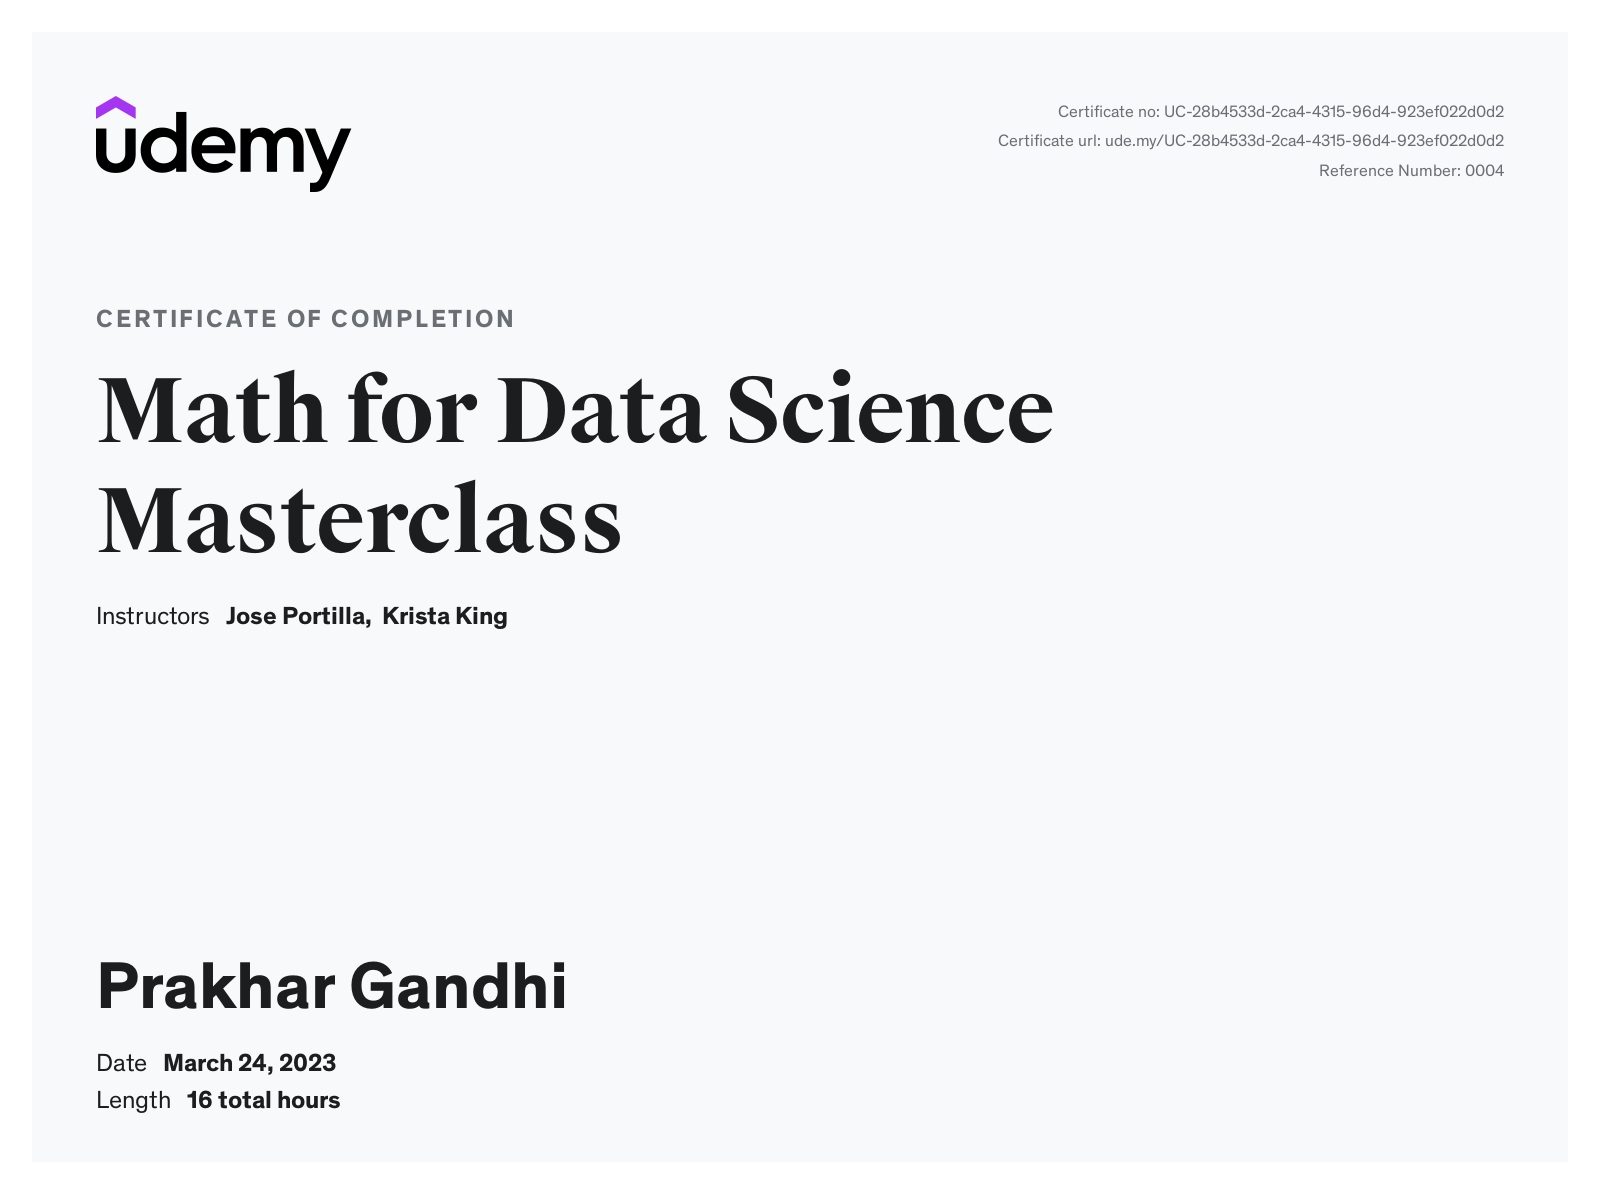 udemy
Certificate no: UC-28b4533d-2ca4-4315-96d4-923ef022d0d2
Certificate url: ude.my/UC-28b4533d-2ca4-4315-96d4-923ef022d0d2
Reference Number: 0004
CERTIFICATE OF COMPLETION
Math for Data Science
Masterclass
Instructors Jose Portilla, Krista King
Prakhar Gandhi
Date March 24, 2023
Length 16 total hours